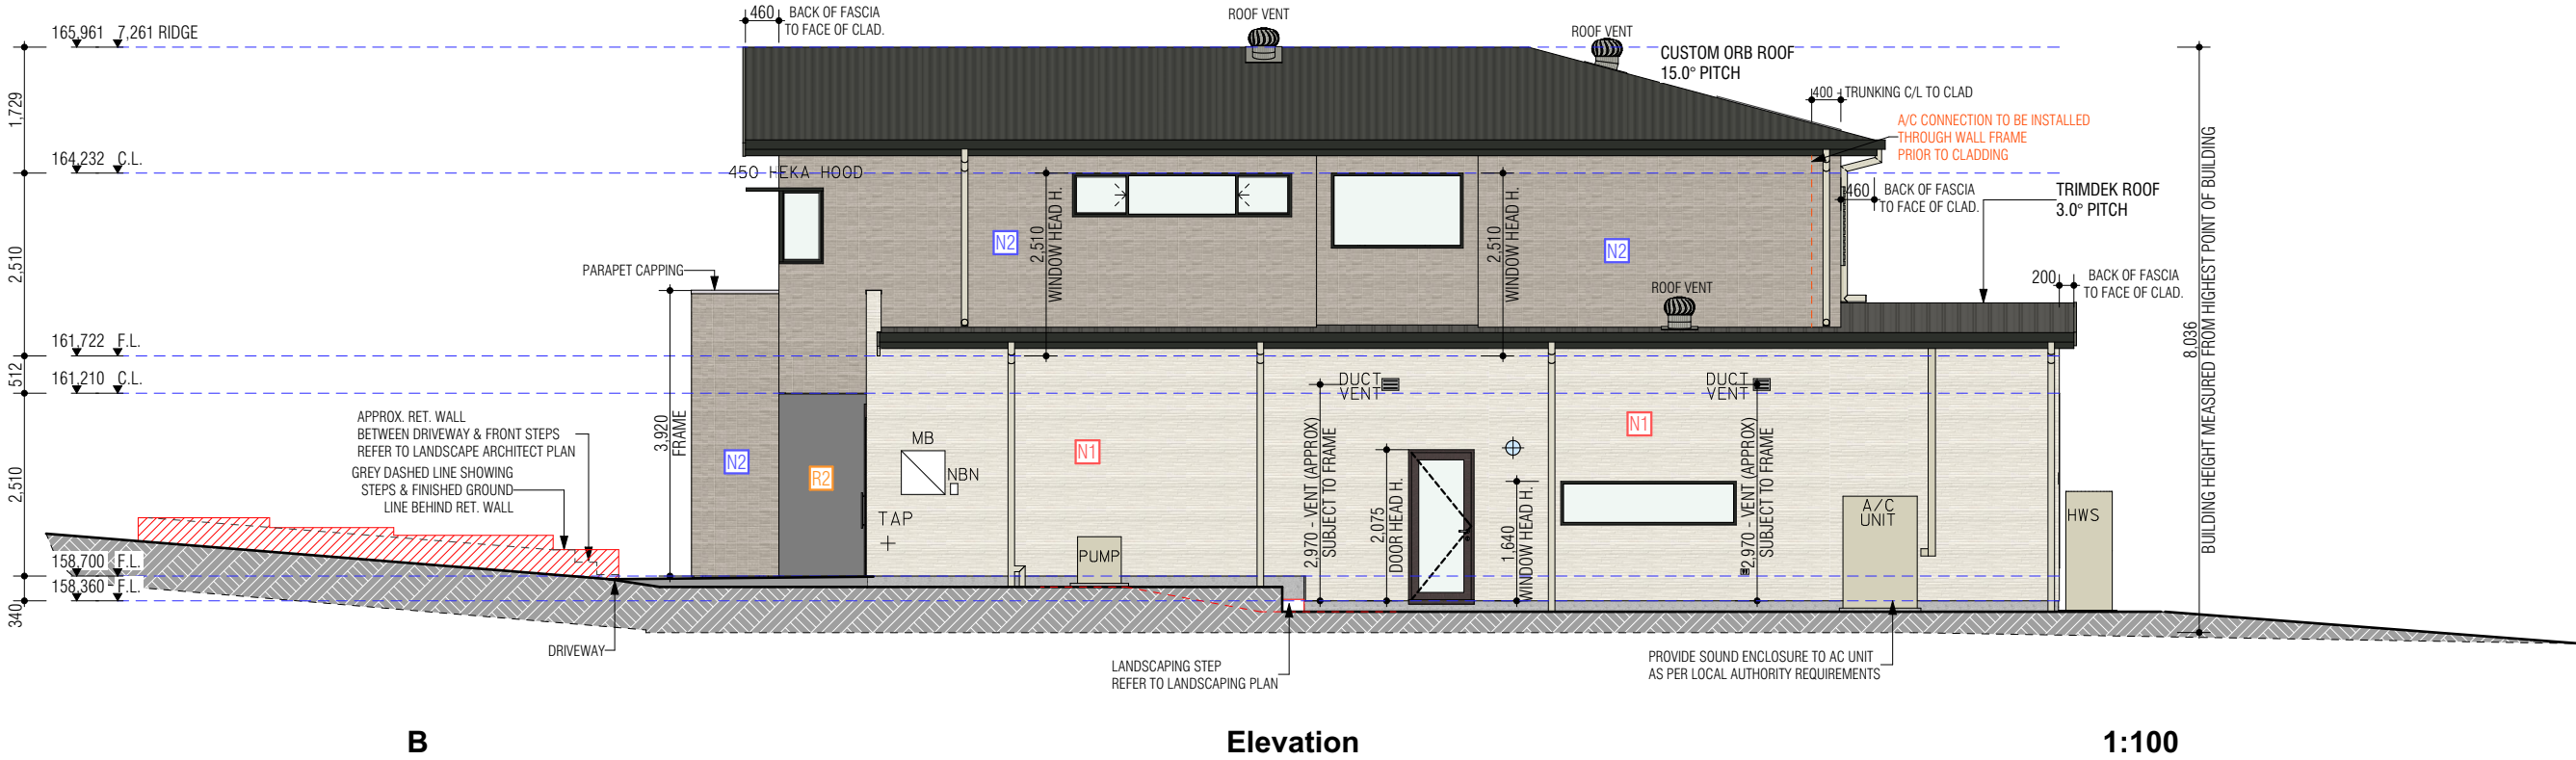 460
BACK OF FASCIA
TO FACE OF CLAD.
ROOF VENT
ROOF VENT
165,961 7,261 RIDGE
CUSTOM ORB ROOF
15.0° PITCH
1,729
400 - TRUNKING C/L TO CLAD
A/C CONNECTION TO BE INSTALLED
THROUGH WALL FRAME
PRIOR TO CLADDING
164,232 C.L.
450 HEKA HOOD
460
BACK OF FASCIA
TO FACE OF CLAD.
TRIMDEK ROOF
3.0° PITCH
2,510
N2
2,510
WINDOW HEAD H.
2,510
WINDOW HEAD H.
N2
PARAPET CAPPING
ROOF VENT
200
BACK OF FASCIA
TO FACE OF CLAD.
8,036
BUILDING HEIGHT MEASURED FROM HIGHEST POINT OF BUILDING
161,722 F.L.
512
161,210 C.L.
DUCT
VENT
DUCT
VENT
APPROX. RET. WALL
BETWEEN DRIVEWAY & FRONT STEPS
REFER TO LANDSCAPE ARCHITECT PLAN
GREY DASHED LINE SHOWING
STEPS & FINISHED GROUND
LINE BEHIND RET. WALL
3,920
FRAME
N2
R2
MB
NBN
TAP
N1
PUMP
2,970 - VENT (APPROX)
SUBJECT TO FRAME
2,075
DOOR HEAD H.
1,640
WINDOW HEAD H.
N1
2,970 - VENT (APPROX)
SUBJECT TO FRAME
A/C
UNIT
HWS
2,510
158,700 F.L.
158,360 F.L.
340
DRIVEWAY
LANDSCAPING STEP
REFER TO LANDSCAPING PLAN
PROVIDE SOUND ENCLOSURE TO AC UNIT
AS PER LOCAL AUTHORITY REQUIREMENTS
B
Elevation
1:100